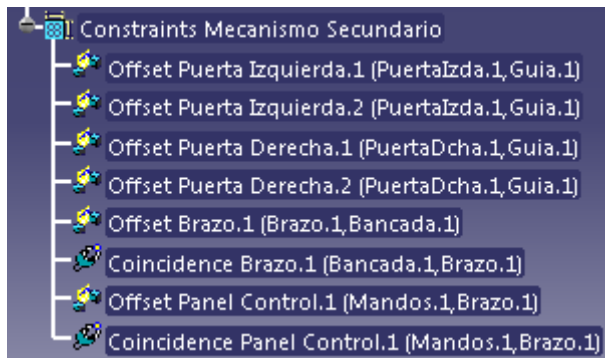 Constraints Mecanismo Secundario
Offset Puerta Izquierda.1 (PuertaIzda.1,Guia.1)
Offset Puerta Izquierda.2 (PuertaIzda.1,Guia.1)
Offset Puerta Derecha.1 (PuertaDcha.1,Guia.1)
Offset Puerta Derecha.2 (PuertaDcha.1,Guia.1)
Offset Brazo.1 (Brazo.1,Bancada.1)
Coincidence Brazo.1 (Bancada.1,Brazo.1)
Offset Panel Control.1 (Mandos.1,Brazo.1)
Coincidence Panel Control.1 (Mandos.1,Brazo.1)